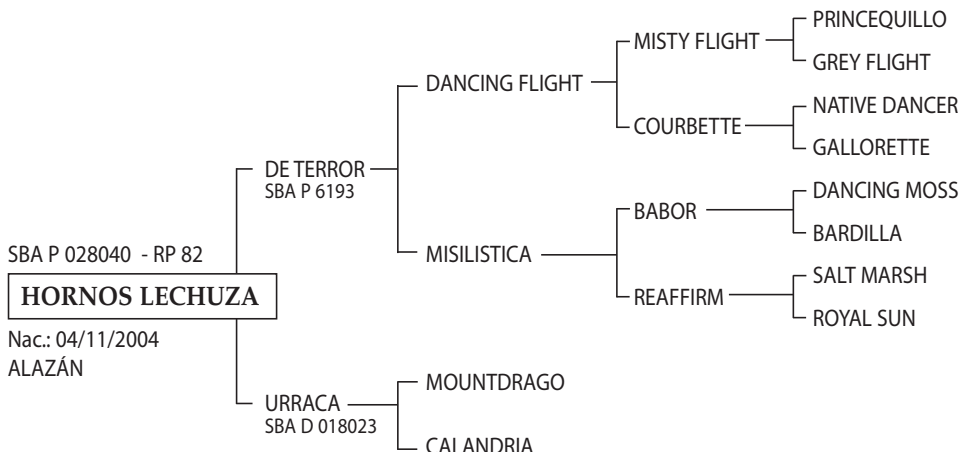 PRINCEQUILLO
MISTY FLIGHT
GREY FLIGHT
DANCING FLIGHT
NATIVE DANCER
COURBETTE
GALLORETTE
DE TERROR
SBA P 6193
DANCING MOSS
BABOR
BARDILLA
MISILISTICA
SALT MARSH
REAFFIRM
ROYAL SUN
SBA P 028040 - RP 82
HORNOS LECHUZA
Nac.: 04/11/2004
ALAZÁN
MOUNTDRAGO
URRACA
SBA D 018023
CALANDRIA